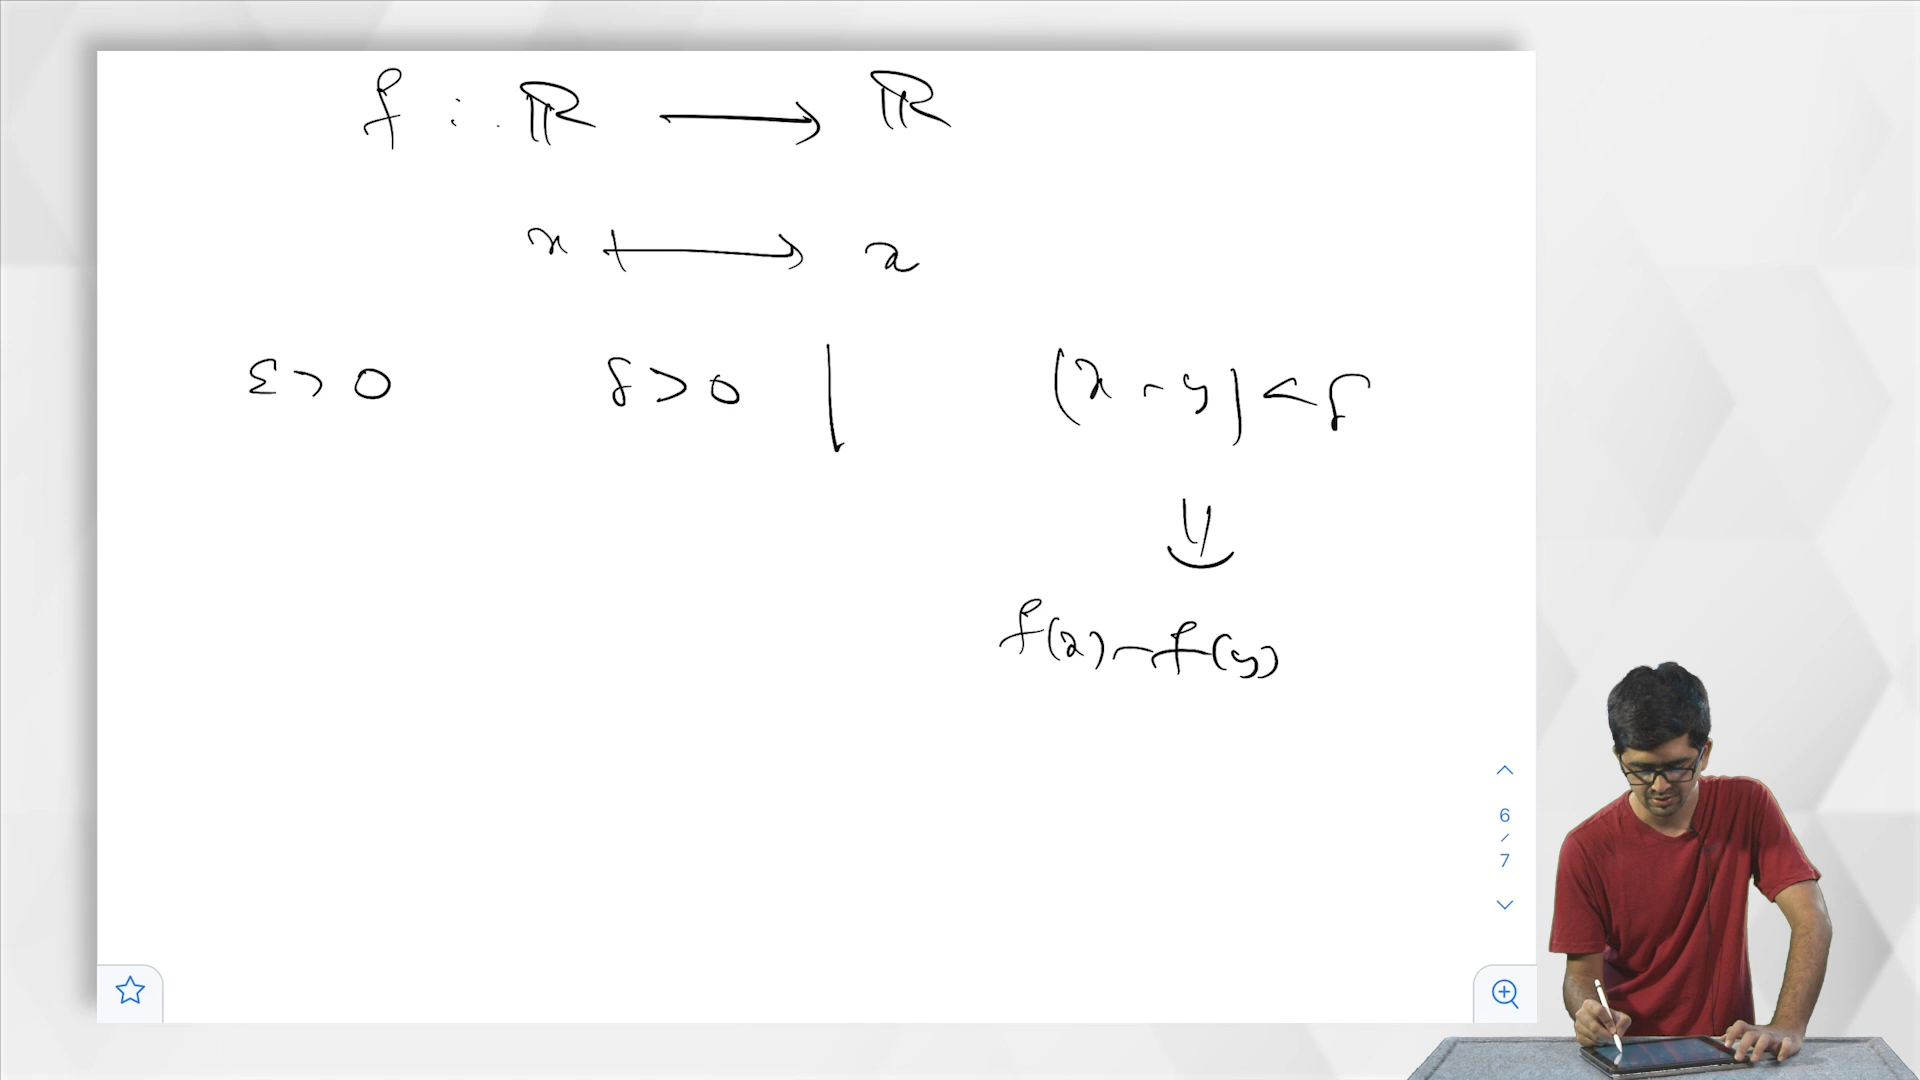 f : ℝ ⟶ ℝ
x ⟼ x
ε > 0 δ > 0 | |x - y| < δ
⇓
f(x) - f(y)
6
/
7